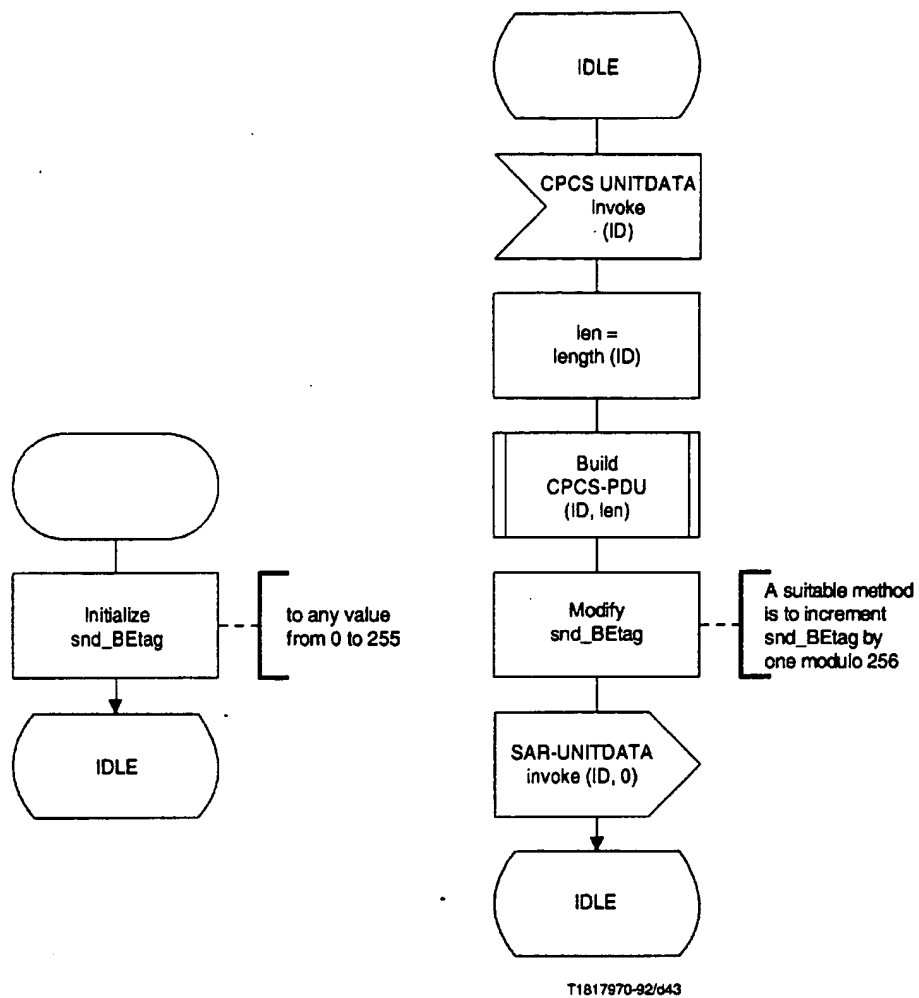 Initialize
snd_BEtag
to any value
from 0 to 255
IDLE
IDLE
CPCS UNITDATA
invoke
(ID)
len =
length (ID)
Build
CPCS-PDU
(ID, len)
Modify
snd_BEtag
A suitable method
is to increment
snd_BEtag by
one modulo 256
SAR-UNITDATA
invoke (ID, 0)
IDLE
T1817970-92/d43